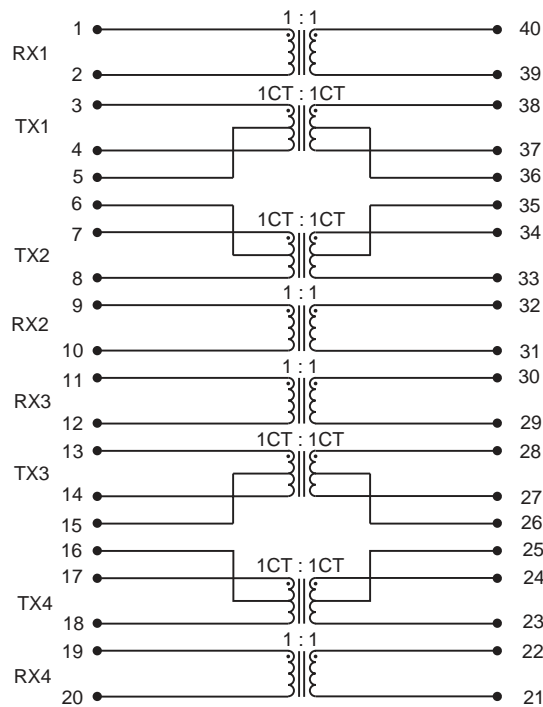 1 1 : 1 40
RX1
2 39
3 1CT : 1CT 38
TX1
4 37
5 36
6 35
7 1CT : 1CT 34
TX2
8 33
9 1 : 1 32
RX2
10 31
11 1 : 1 30
RX3
12 29
13 1CT : 1CT 28
TX3
14 27
15 26
16 25
17 1CT : 1CT 24
TX4
18 23
19 1 : 1 22
RX4
20 21